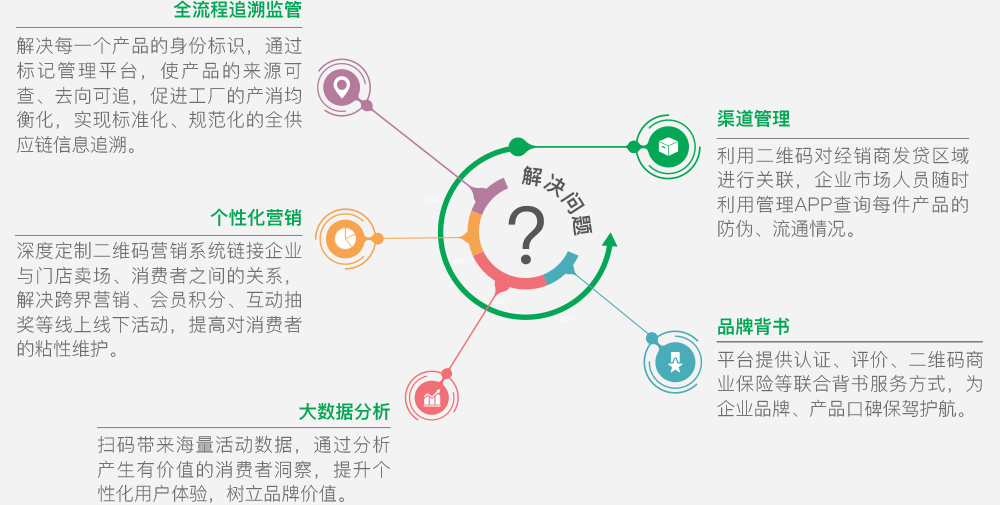 全流程追溯监管
解决每一个产品的身份标识，通过
标记管理平台，使产品的来源可
查、去向可追，促进工厂的产消均
衡化，实现标准化、规范化的全供
应链信息追溯。
个性化营销
深度定制二维码营销系统链接企业
与门店卖场、消费者之间的关系，
解决跨界营销、会员积分、互动抽
奖等线上线下活动，提高对消费者
的粘性维护。
大数据分析
扫码带来海量活动数据，通过分析
产生有价值的消费者洞察，提升个
性化用户体验，树立品牌价值。
解决问题
?
渠道管理
利用二维码对经销商发货区域
进行关联，企业市场人员随时
利用管理APP查询每件产品的
防伪、流通情况。
品牌背书
平台提供认证、评价、二维码商
业保险等联合背书服务方式，为
企业品牌、产品口碑保驾护航。